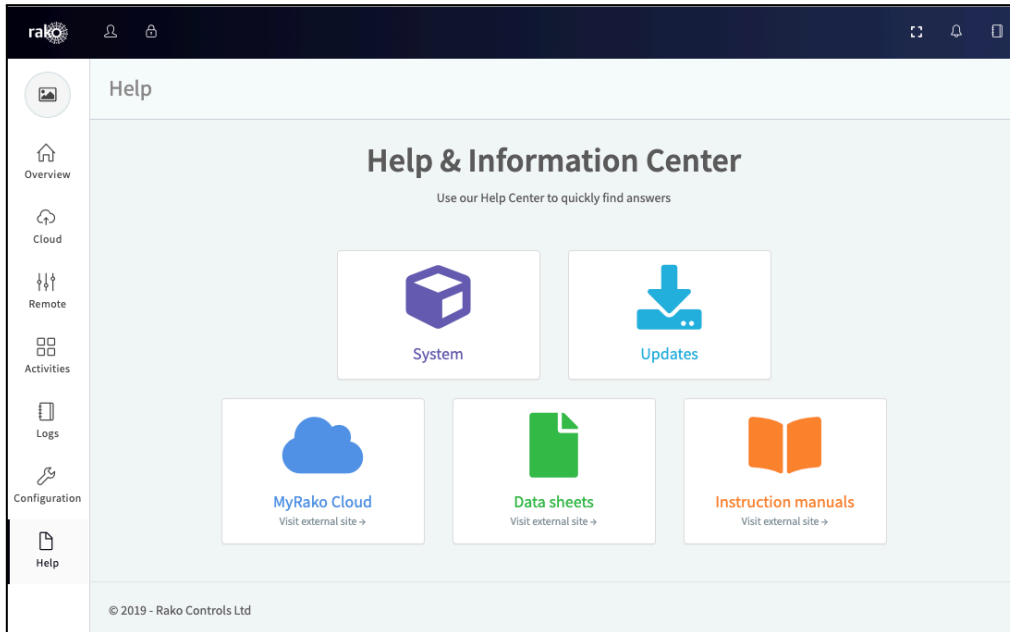 rako
Help
Overview
Cloud
Remote
Activities
Logs
Configuration
Help
Help & Information Center
Use our Help Center to quickly find answers
System
Updates
MyRako Cloud
Visit external site →
Data sheets
Visit external site →
Instruction manuals
Visit external site →
© 2019 - Rako Controls Ltd